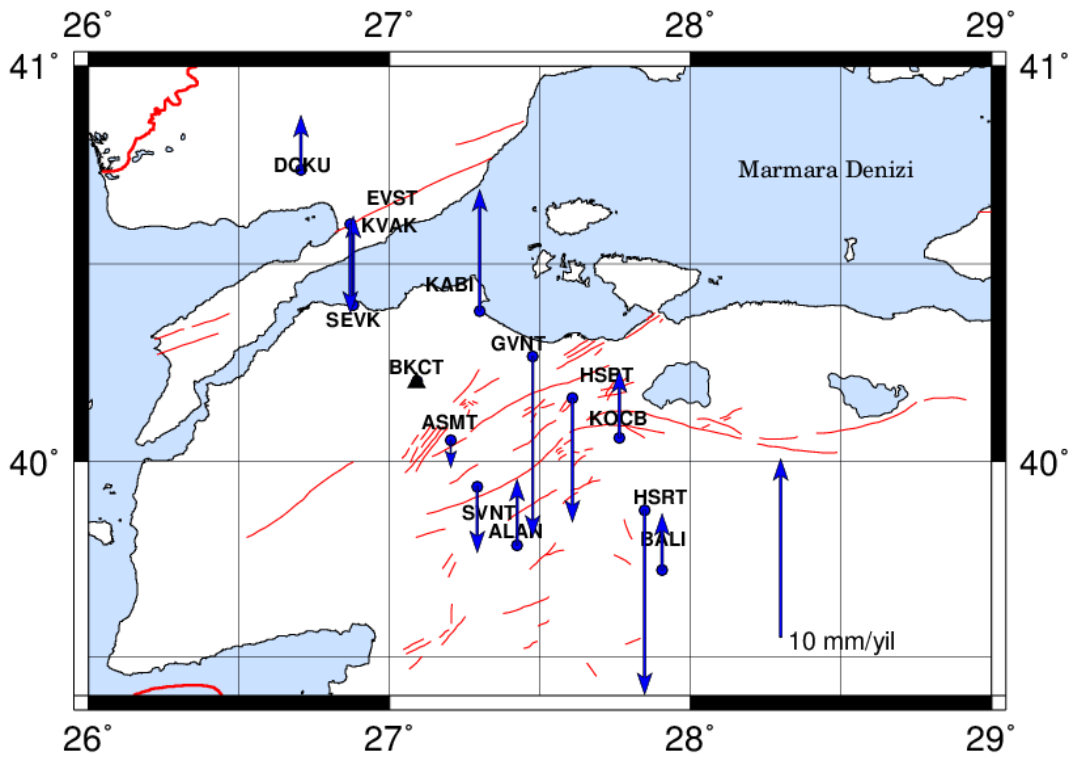 26° 27° 28° 29°
41° 41°
DOKU
Marmara Denizi
EVST
KVAK
KABI
SEVK
GVNT
BKCT
HSBT
ASMT
KOCB
40° 40°
HSRT
SVNT
ALAN
BALI
10 mm/yil
26° 27° 28° 29°